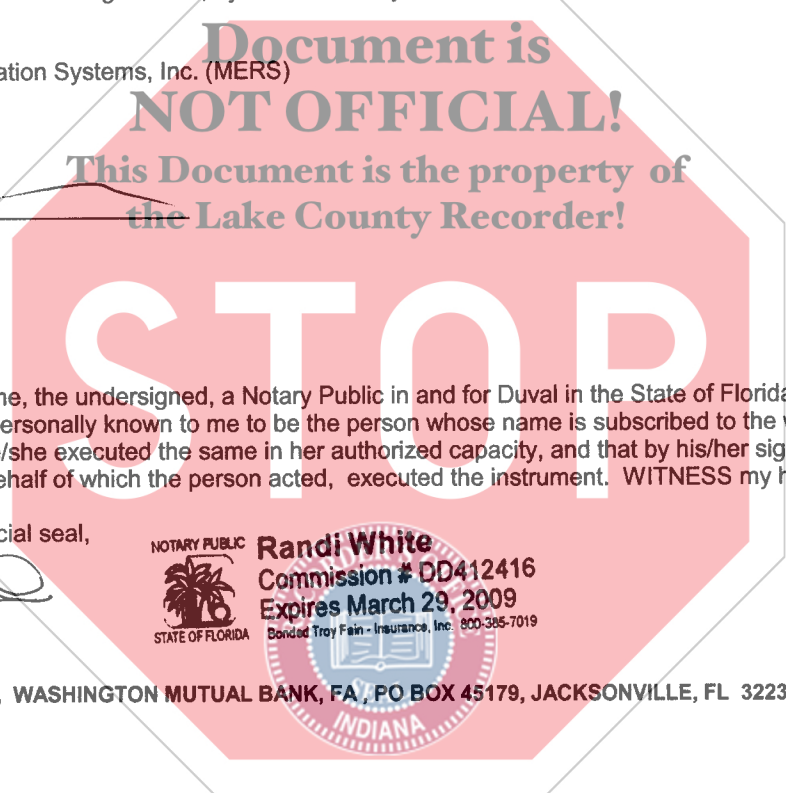 Document is
ation Systems, Inc. (MERS)
NOT OFFICIAL!
This Document is the property of
the Lake County Recorder!
STOP
me, the undersigned, a Notary Public in and for Duval in the State of Florida
personally known to me to be the person whose name is subscribed to the
/she executed the same in her authorized capacity, and that by his/her sig
ehalf of which the person acted, executed the instrument. WITNESS my h
cial seal,
NOTARY PUBLIC
STATE OF FLORIDA
Randi White
Commission # DD412416
Expires March 29, 2009
Bonded Troy Fain - Insurance, Inc. 800-385-7019
, WASHINGTON MUTUAL BANK, FA, PO BOX 45179, JACKSONVILLE, FL 3223
INDIANA